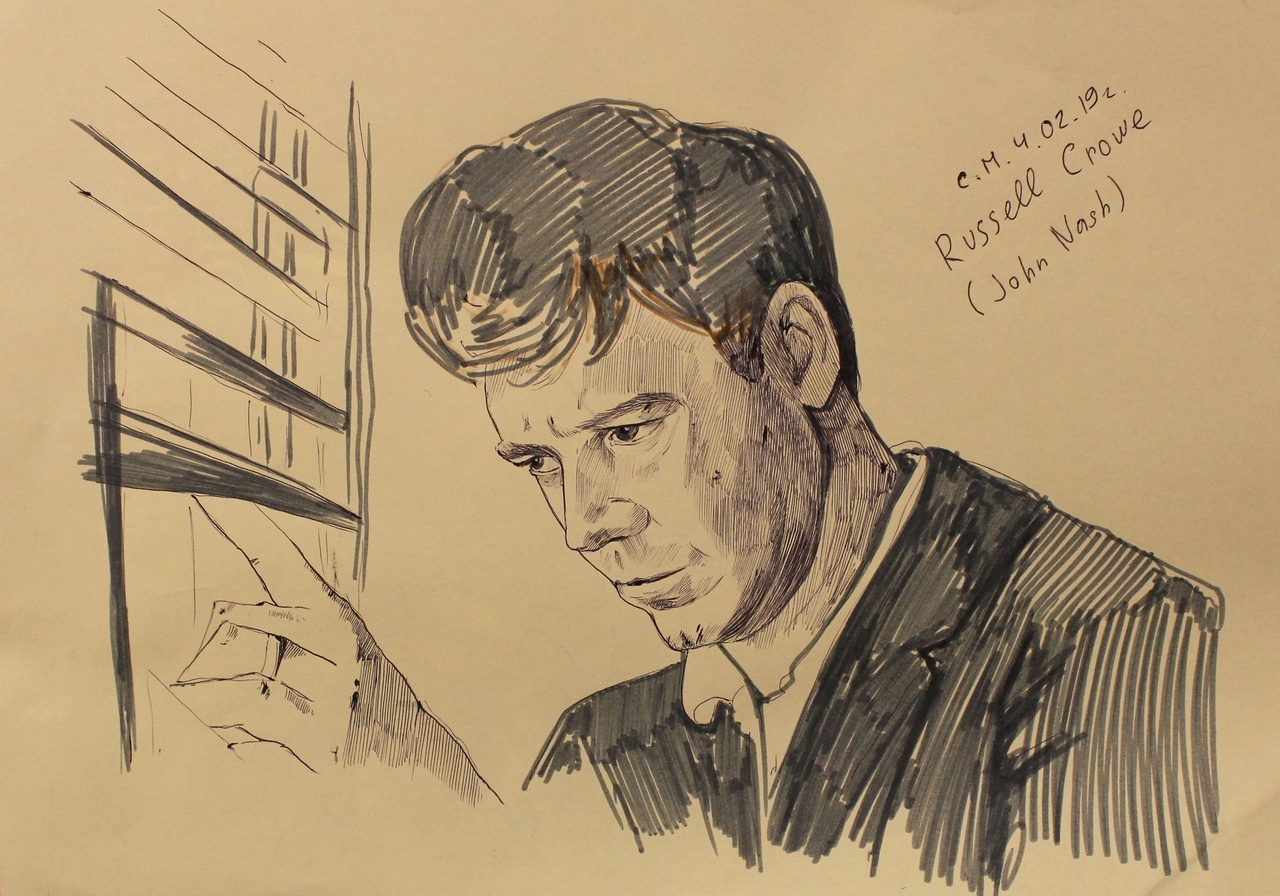 с.м. 4.02.19г.
Russell Crowe
(John Nash)